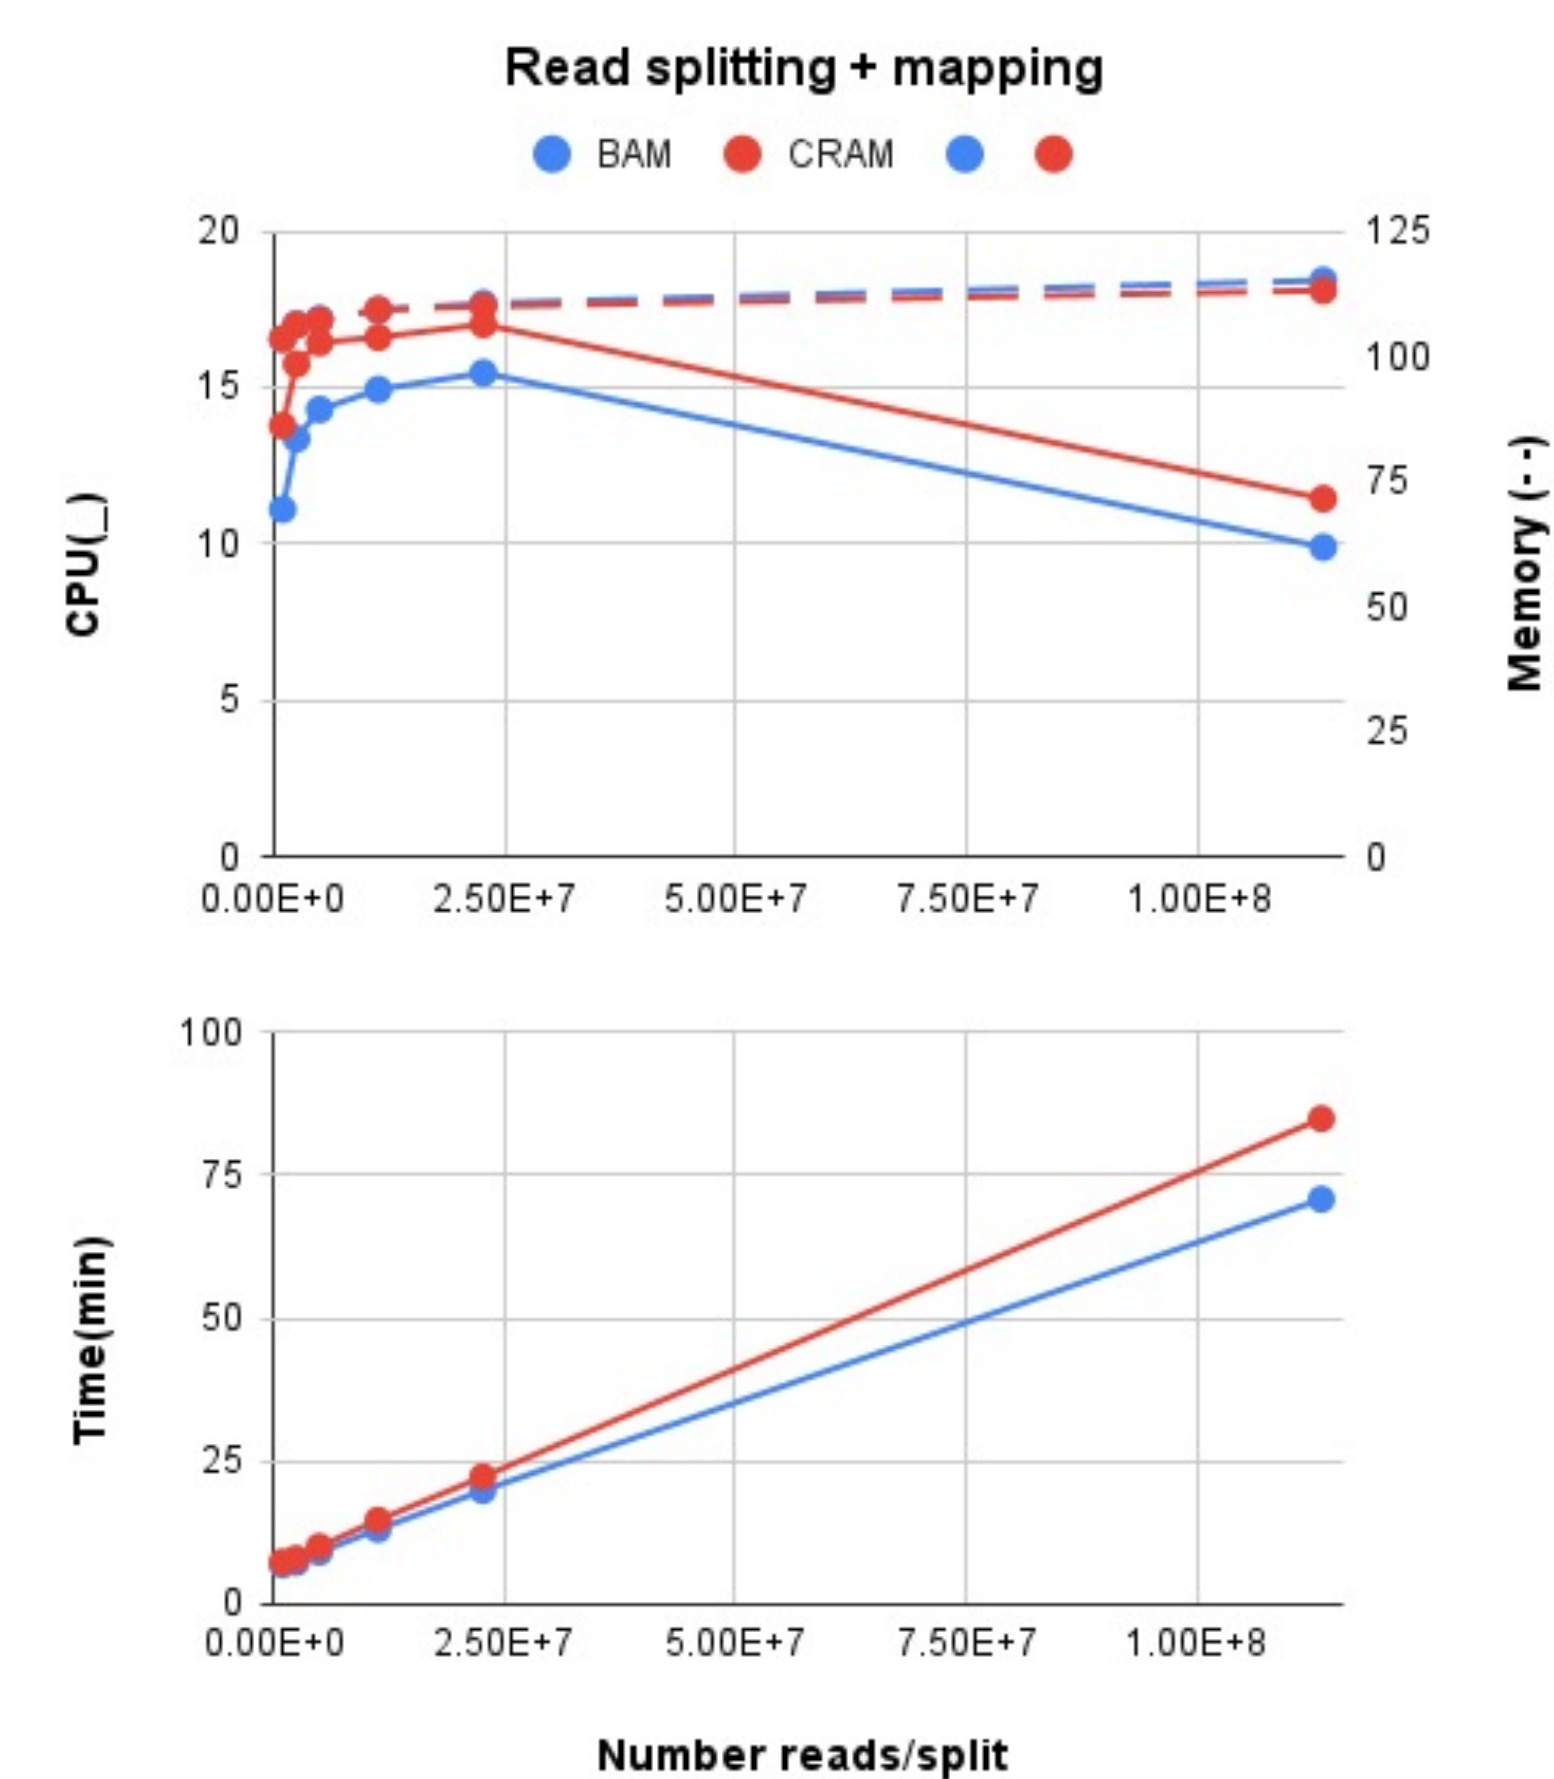 Read splitting + mapping
BAM CRAM
20
15
10
5
0
CPU(_)
125
100
75
50
25
0
Memory (- -)
0.00E+0 2.50E+7 5.00E+7 7.50E+7 1.00E+8
100
75
50
25
0
Time(min)
0.00E+0 2.50E+7 5.00E+7 7.50E+7 1.00E+8
Number reads/split